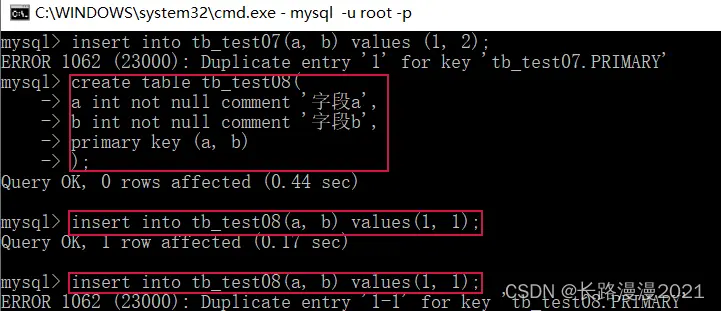 C:\WINDOWS\system32\cmd.exe - mysql  -u root -p
mysql> insert into tb_test07(a, b) values (1, 2);
ERROR 1062 (23000): Duplicate entry '1' for key 'tb_test07.PRIMARY'
mysql> create table tb_test08(
    -> a int not null comment '字段a',
    -> b int not null comment '字段b',
    -> primary key (a, b)
    -> );
Query OK, 0 rows affected (0.44 sec)
mysql> insert into tb_test08(a, b) values(1, 1);
Query OK, 1 row affected (0.17 sec)
mysql> insert into tb_test08(a, b) values(1, 1);
ERROR 1062 (23000): Duplicate entry '1-1' for key 'tb_test08.PRIMARY'
CSDN @长路漫漫2021